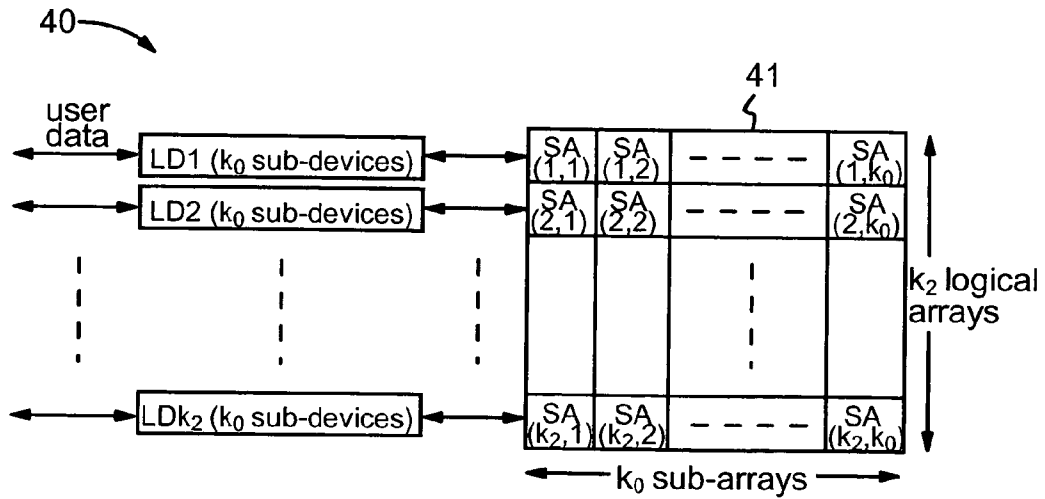 40
41
user
data
LD1 (k₀ sub-devices)
SA
(1,1)
SA
(1,2)
SA
(1,k₀)
LD2 (k₀ sub-devices)
SA
(2,1)
SA
(2,2)
SA
(2,k₀)
k₂ logical
arrays
LDk₂ (k₀ sub-devices)
SA
(k₂,1)
SA
(k₂,2)
SA
(k₂,k₀)
k₀ sub-arrays